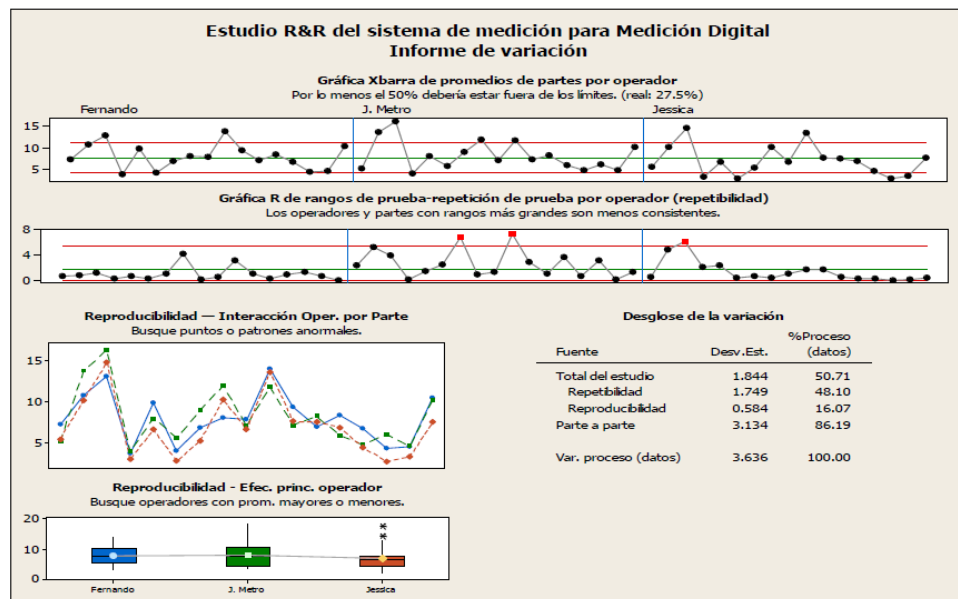 Estudio R&R del sistema de medición para Medición Digital
Informe de variación
Gráfica Xbarra de promedios de partes por operador
Por lo menos el 50% debería estar fuera de los límites. (real: 27.5%)
Fernando J. Metro Jessica
15
10
5
Gráfica R de rangos de prueba-repetición de prueba por operador (repetibilidad)
Los operadores y partes con rangos más grandes son menos consistentes.
8
4
0
Reproducibilidad — Interacción Oper. por Parte
Busque puntos o patrones anormales.
15
10
5
Reproducibilidad - Efec. princ. operador
Busque operadores con prom. mayores o menores.
20
10
0
Fernando J. Metro Jessica
Desglose de la variación
%Proceso
Fuente Desv.Est. (datos)
Total del estudio 1.844 50.71
Repetibilidad 1.749 48.10
Reproducibilidad 0.584 16.07
Parte a parte 3.134 86.19
Var. proceso (datos) 3.636 100.00